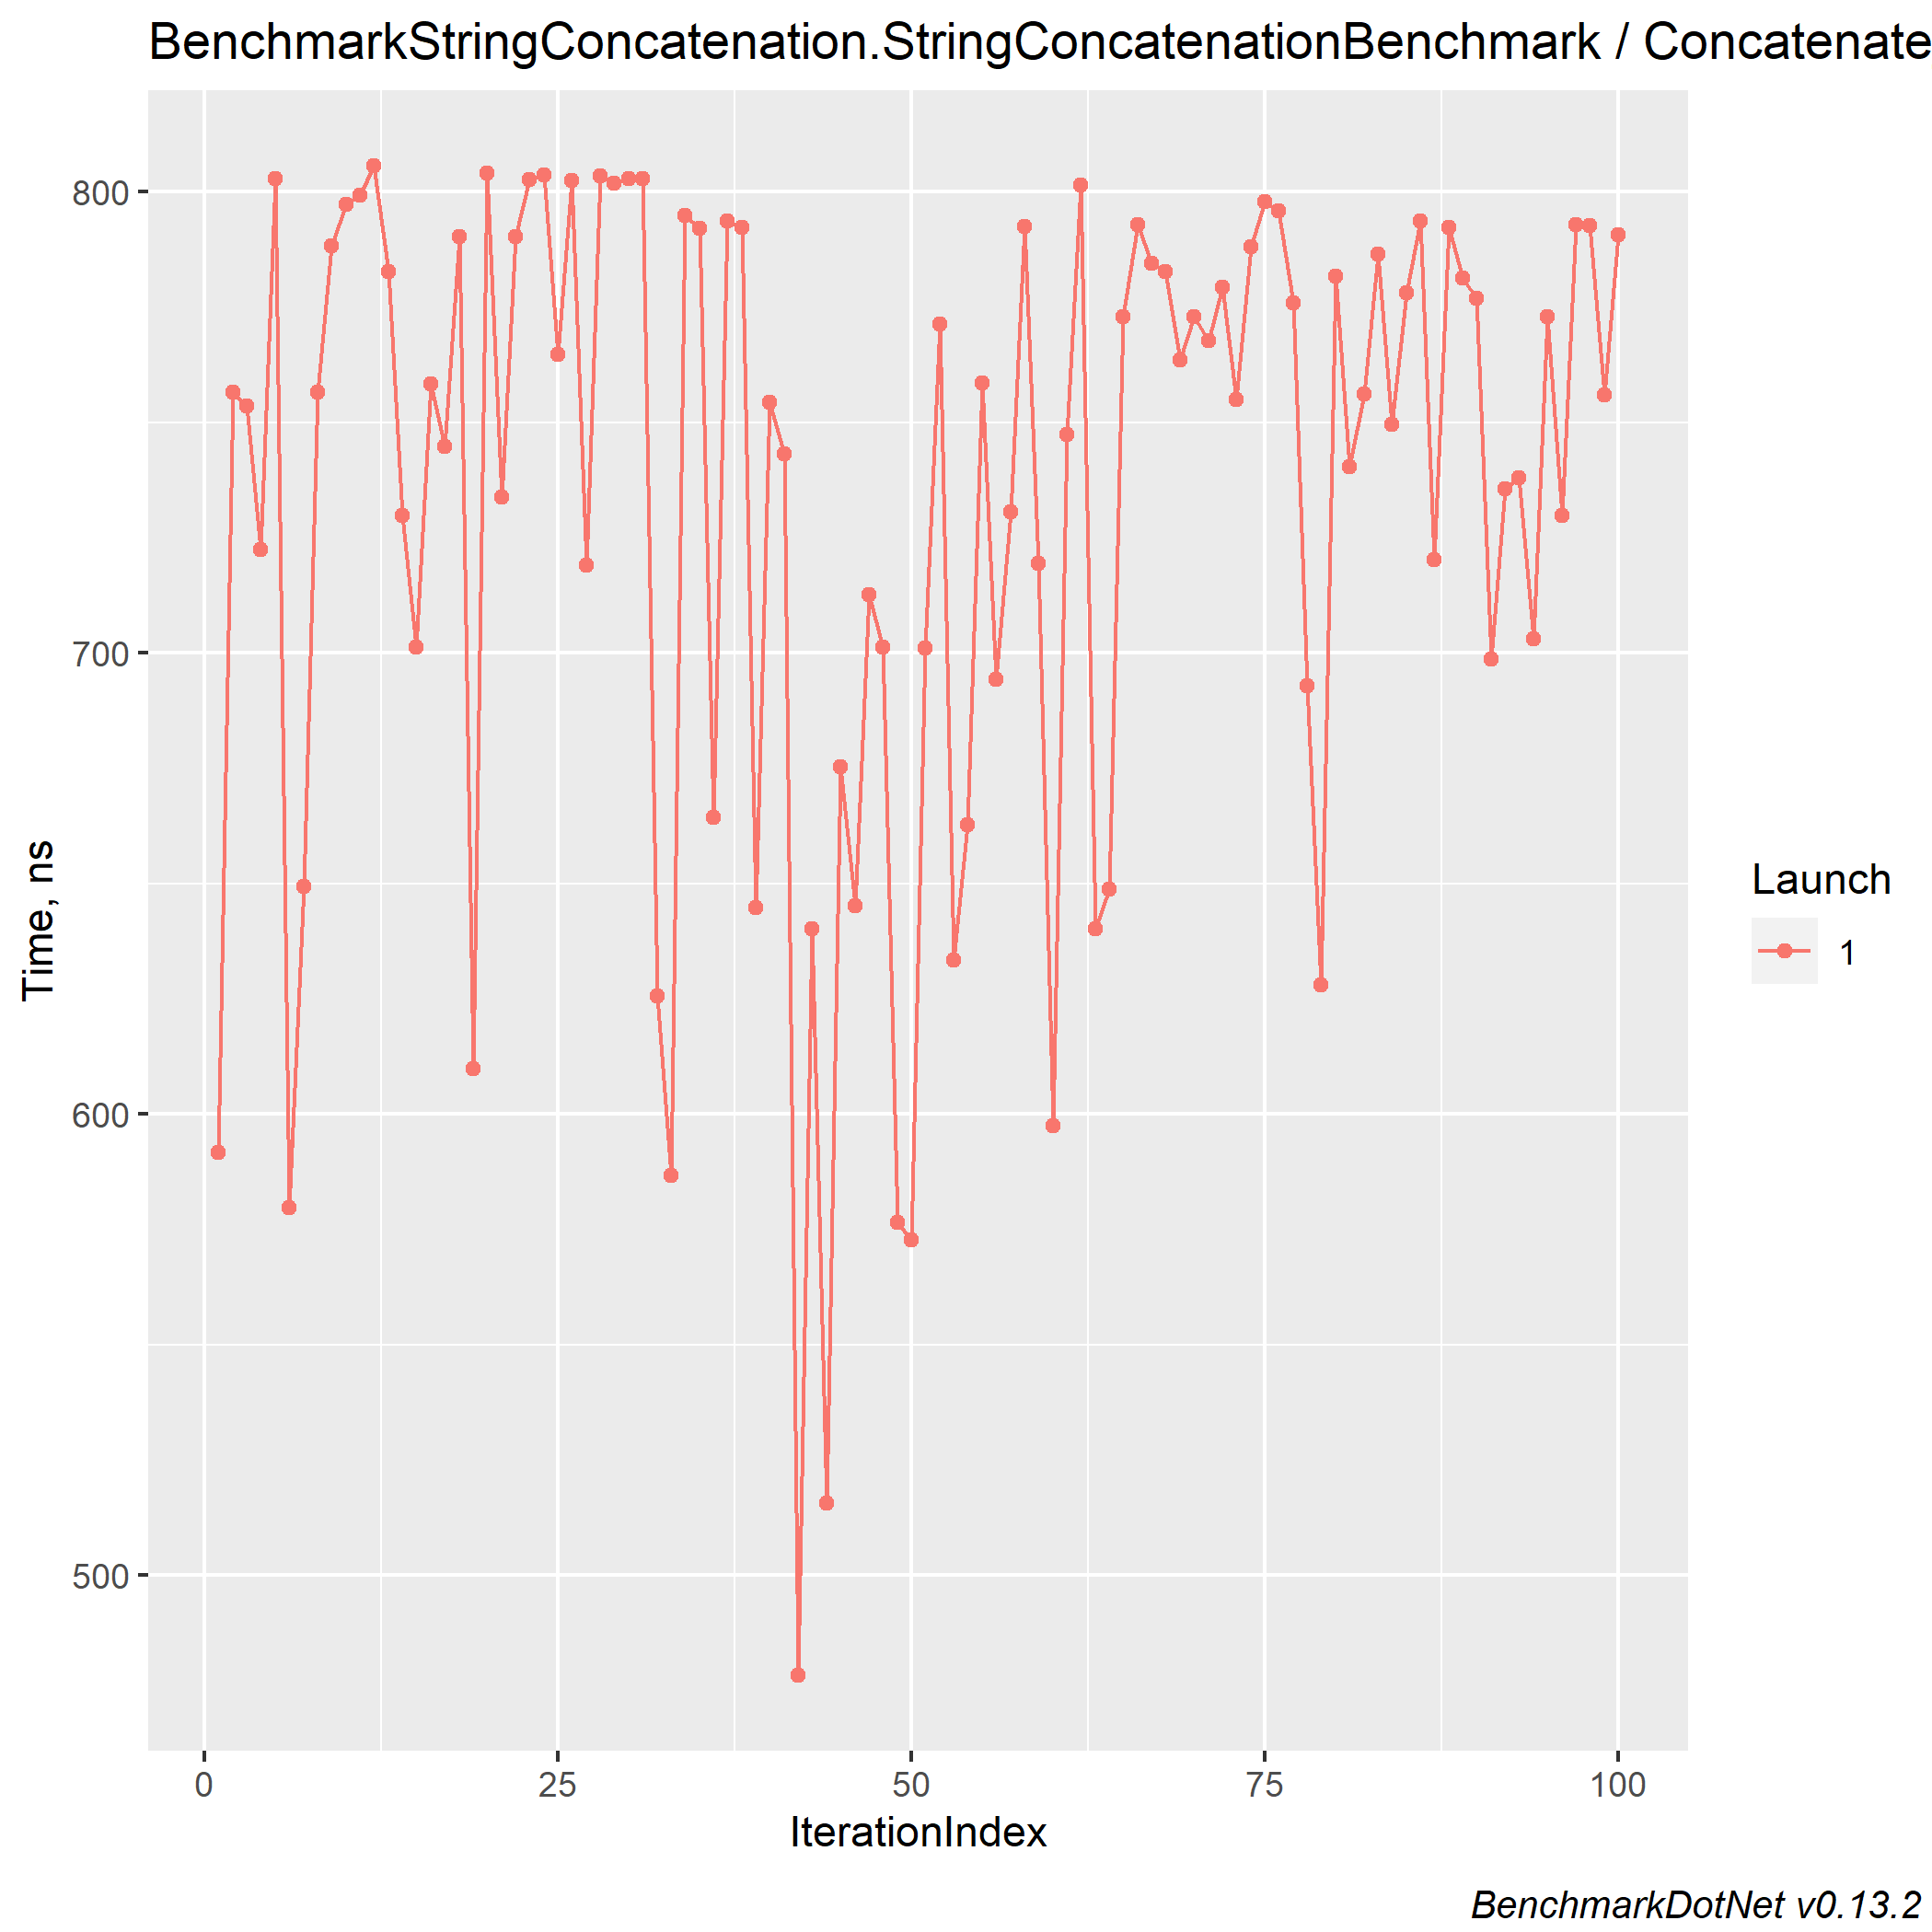 BenchmarkStringConcatenation.StringConcatenationBenchmark / Concatenate
800
700
600
500
Time, ns
0 25 50 75 100
IterationIndex
Launch
1
BenchmarkDotNet v0.13.2